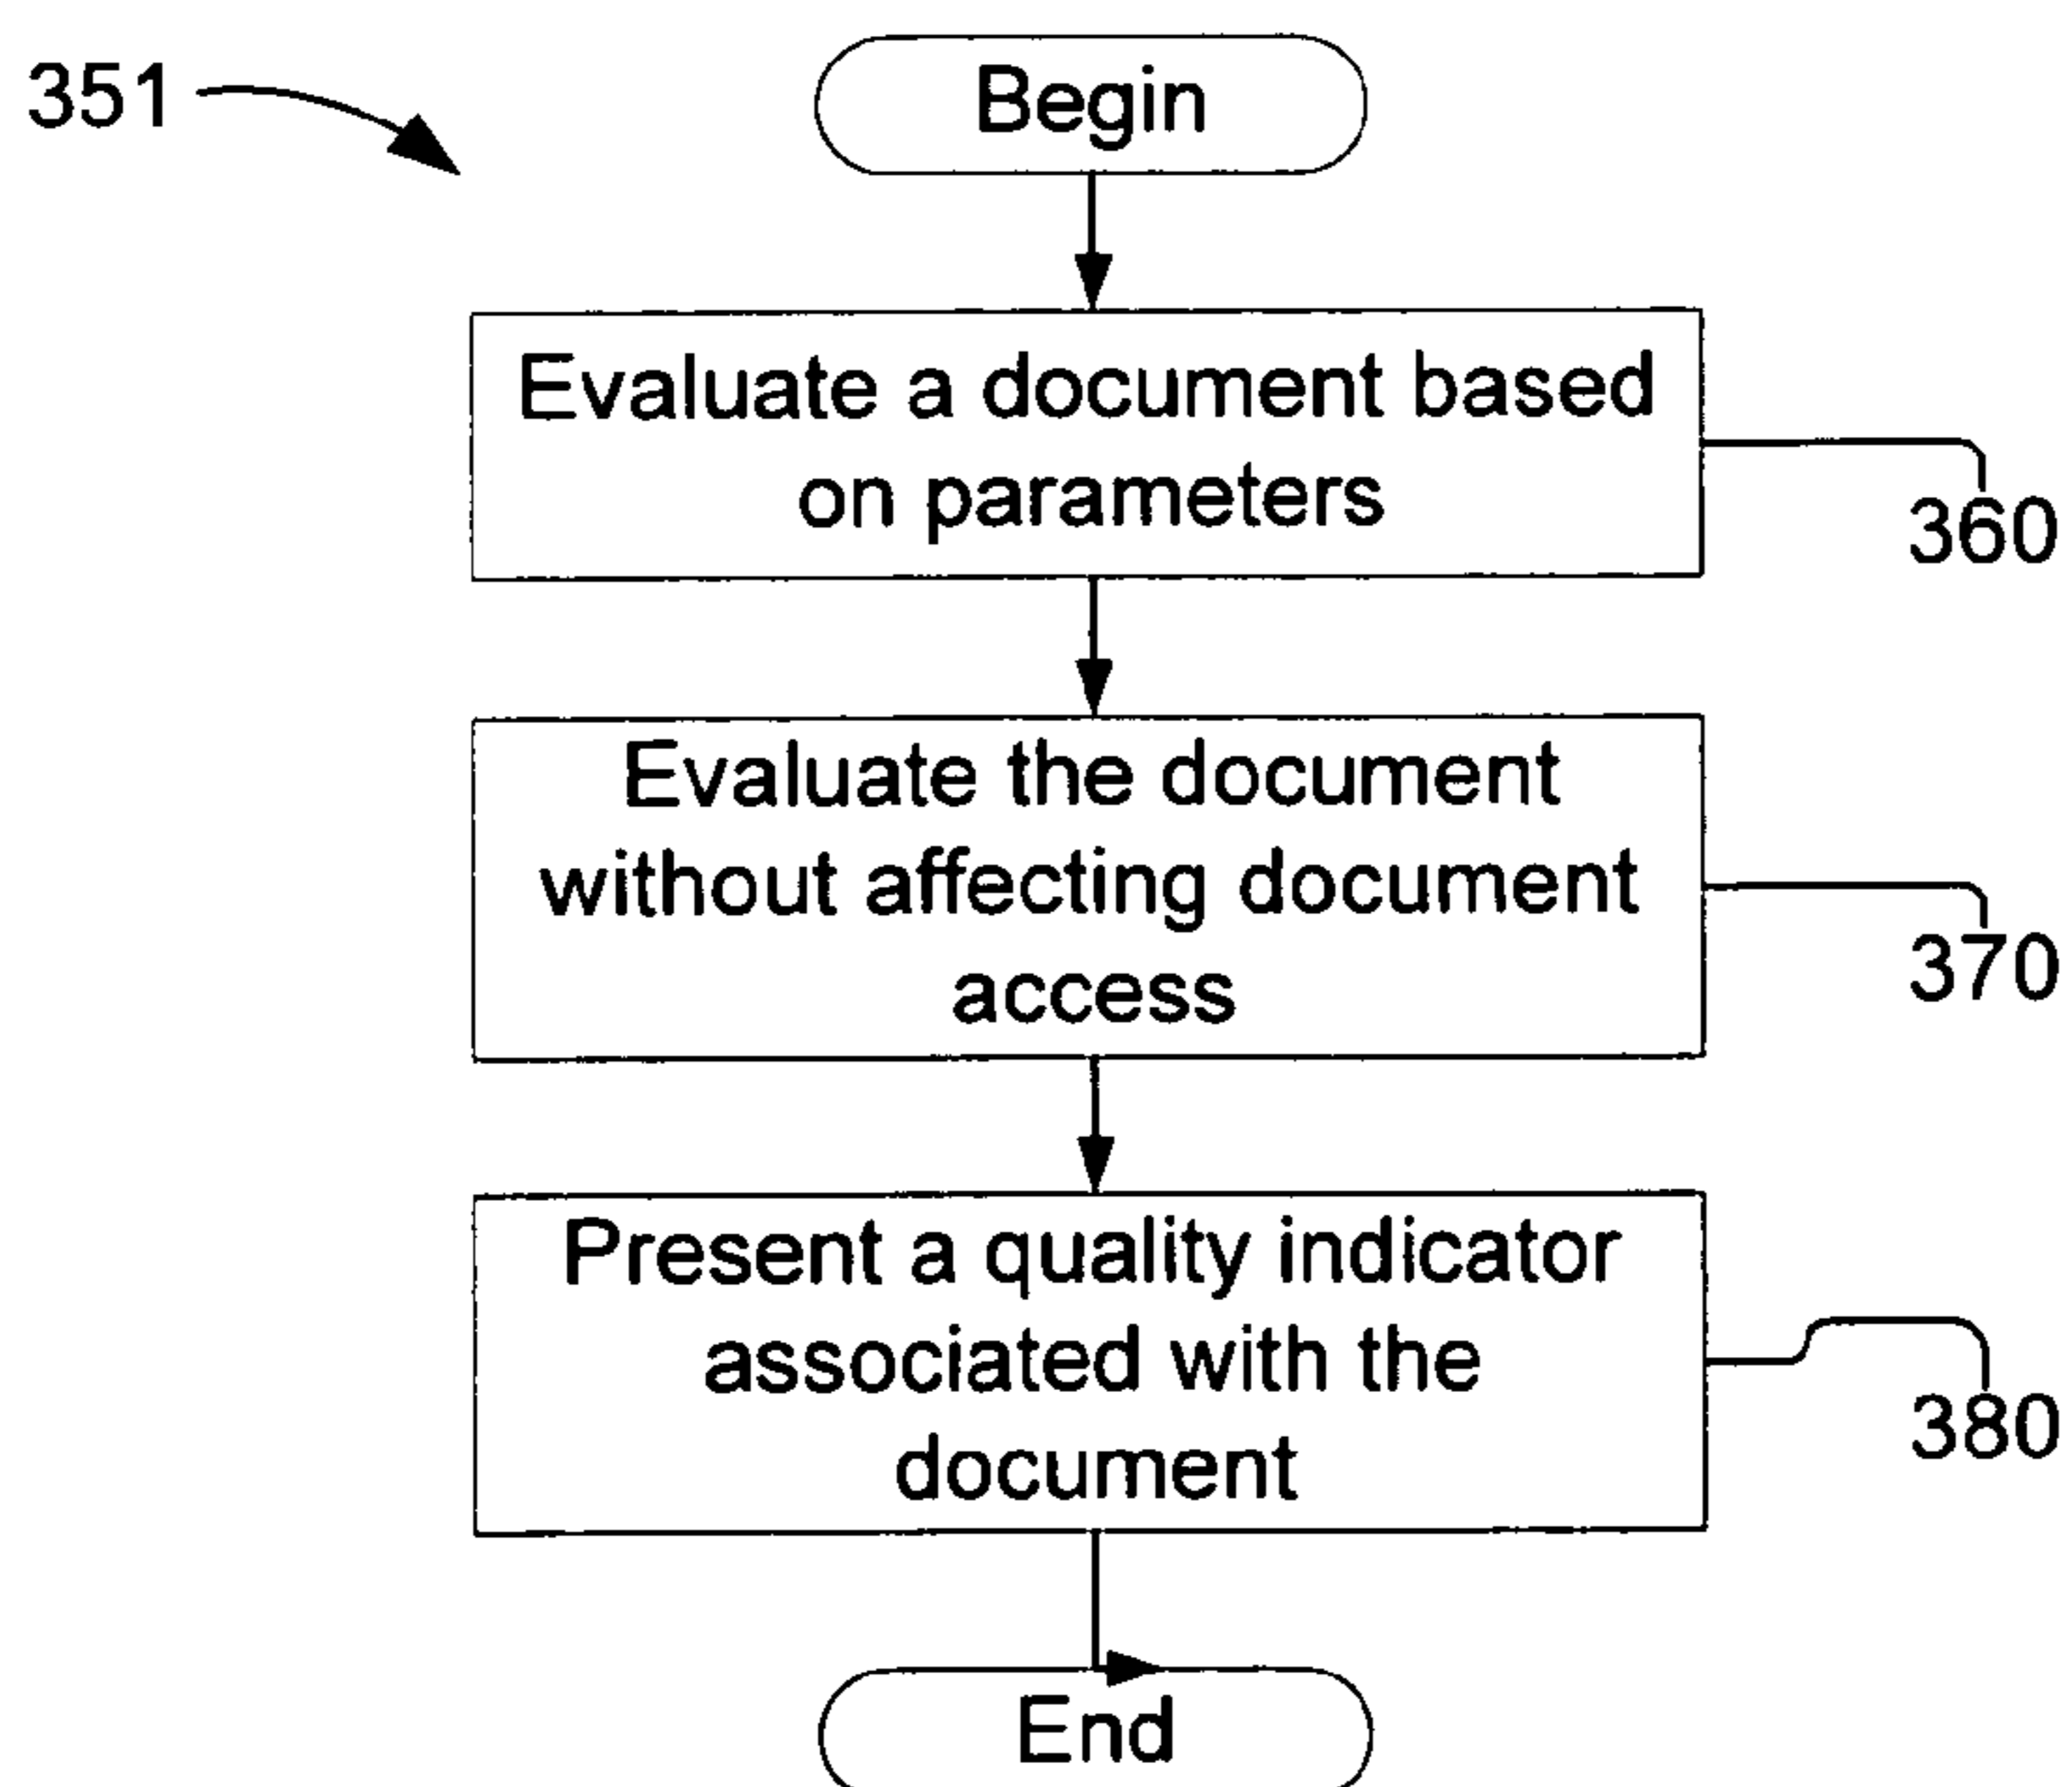 351
Begin
Evaluate a document based
on parameters
360
Evaluate the document
without affecting document
access
370
Present a quality indicator
associated with the
document
380
End